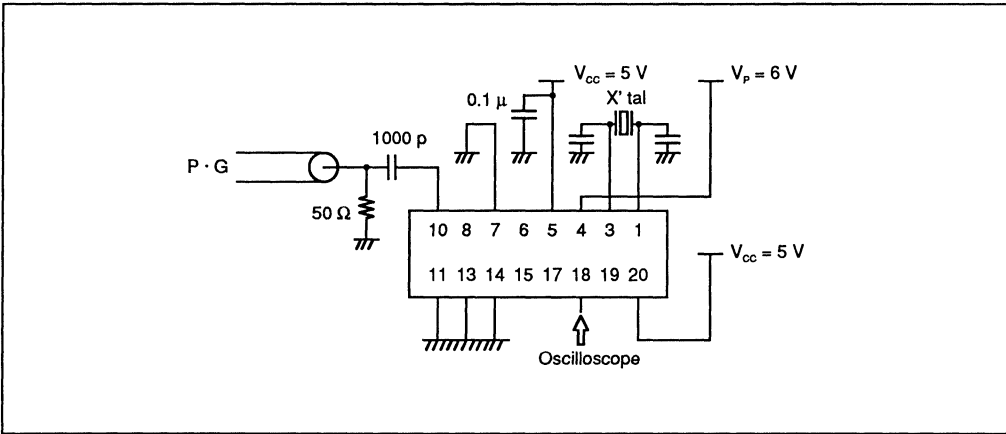 V_CC = 5 V
V_P = 6 V
0.1 μ
X' tal
1000 p
P · G
50 Ω
10 8 7 6 5 4 3 1
11 13 14 15 17 18 19 20
V_CC = 5 V
Oscilloscope